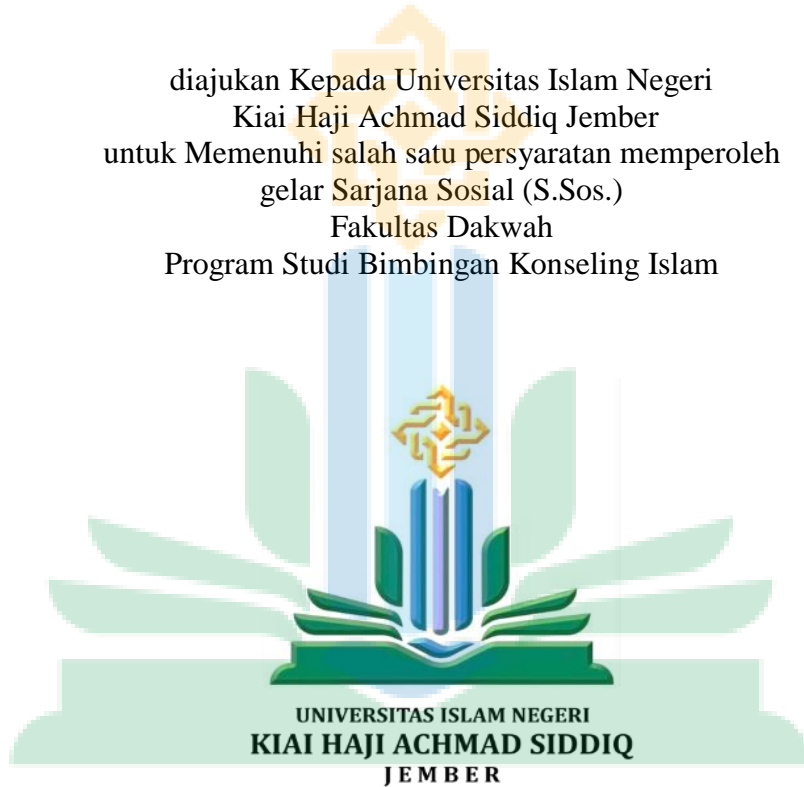 diajukan Kepada Universitas Islam Negeri
Kiai Haji Achmad Siddiq Jember
untuk Memenuhi salah satu persyaratan memperoleh
gelar Sarjana Sosial (S.Sos.)
Fakultas Dakwah
Program Studi Bimbingan Konseling Islam
UNIVERSITAS ISLAM NEGERI
KIAI HAJI ACHMAD SIDDIQ
JEMBER